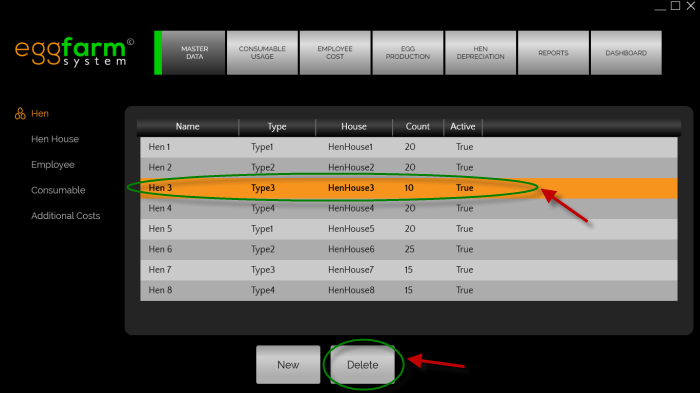 eggfarm©
system
MASTER DATA
CONSUMABLE USAGE
EMPLOYEE COST
EGG PRODUCTION
HEN DEPRECIATION
REPORTS
DASHBOARD
Hen
Hen House
Employee
Consumable
Additional Costs
Name Type House Count Active
Hen 1 Type1 HenHouse1 20 True
Hen 2 Type2 HenHouse2 20 True
Hen 3 Type3 HenHouse3 10 True
Hen 4 Type4 HenHouse4 20 True
Hen 5 Type1 HenHouse5 20 True
Hen 6 Type2 HenHouse6 25 True
Hen 7 Type3 HenHouse7 15 True
Hen 8 Type4 HenHouse8 15 True
New
Delete